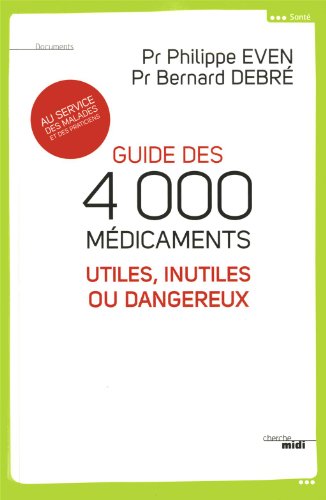 Santé
Documents
Pr Philippe EVEN
Pr Bernard DEBRÉ
AU SERVICE
DES MALADES
ET DES PRATICIENS
GUIDE DES
4 000
MÉDICAMENTS
UTILES, INUTILES
OU DANGEREUX
cherche
midi